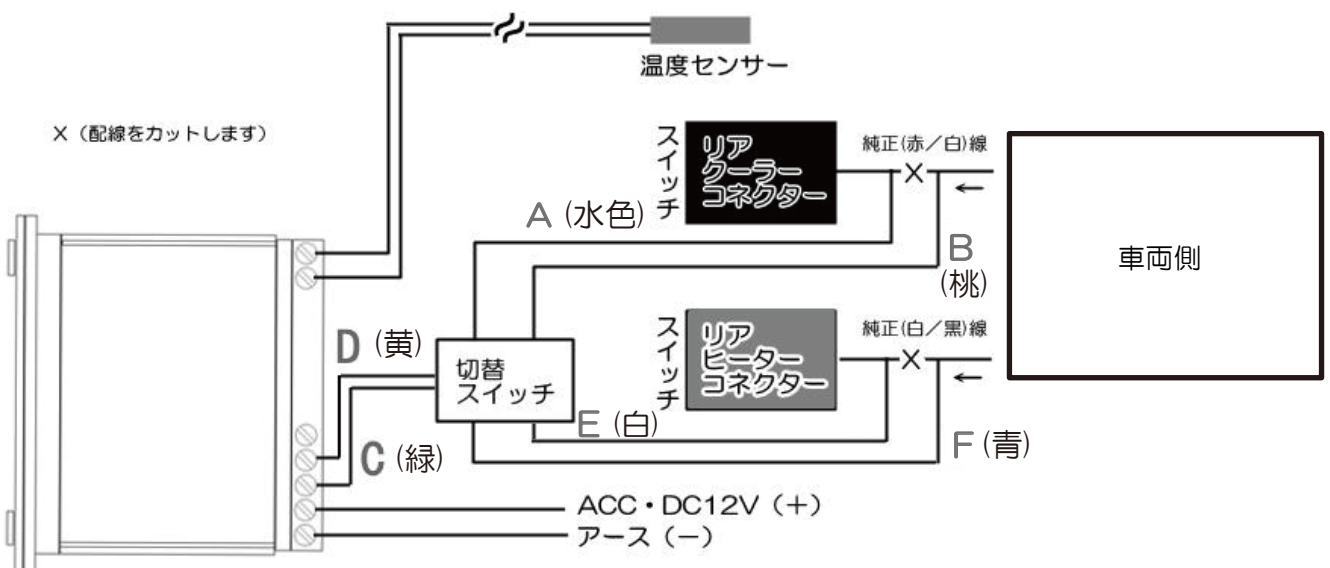 温度センサー
X（配線をカットします）
スイッチ
リア
クーラー
コネクター
純正(赤／白)線
X
←
A (水色)
B
(桃)
車両側
スイッチ
リア
ヒーター
コネクター
純正(白／黒)線
X
←
D (黄)
切替
スイッチ
E (白)
F (青)
C (緑)
ACC・DC12V（＋）
アース（－）